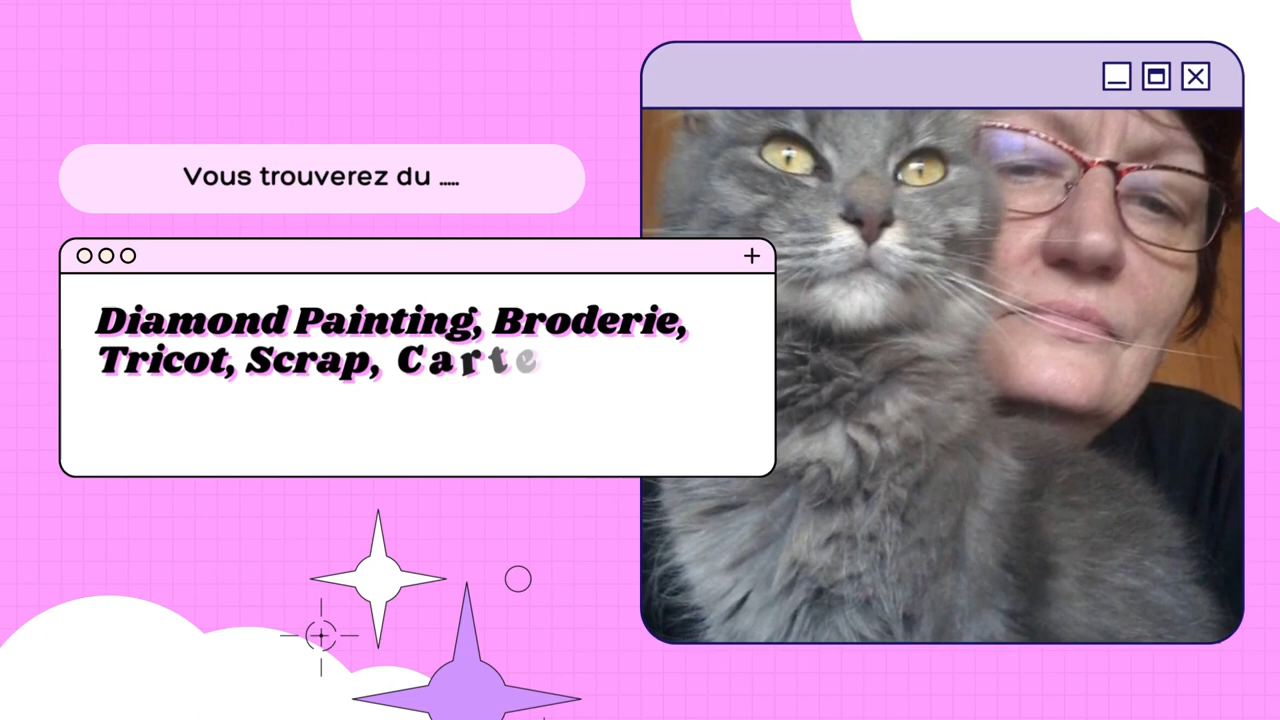 Vous trouverez du .....
Diamond Painting, Broderie,
Tricot, Scrap, Carte